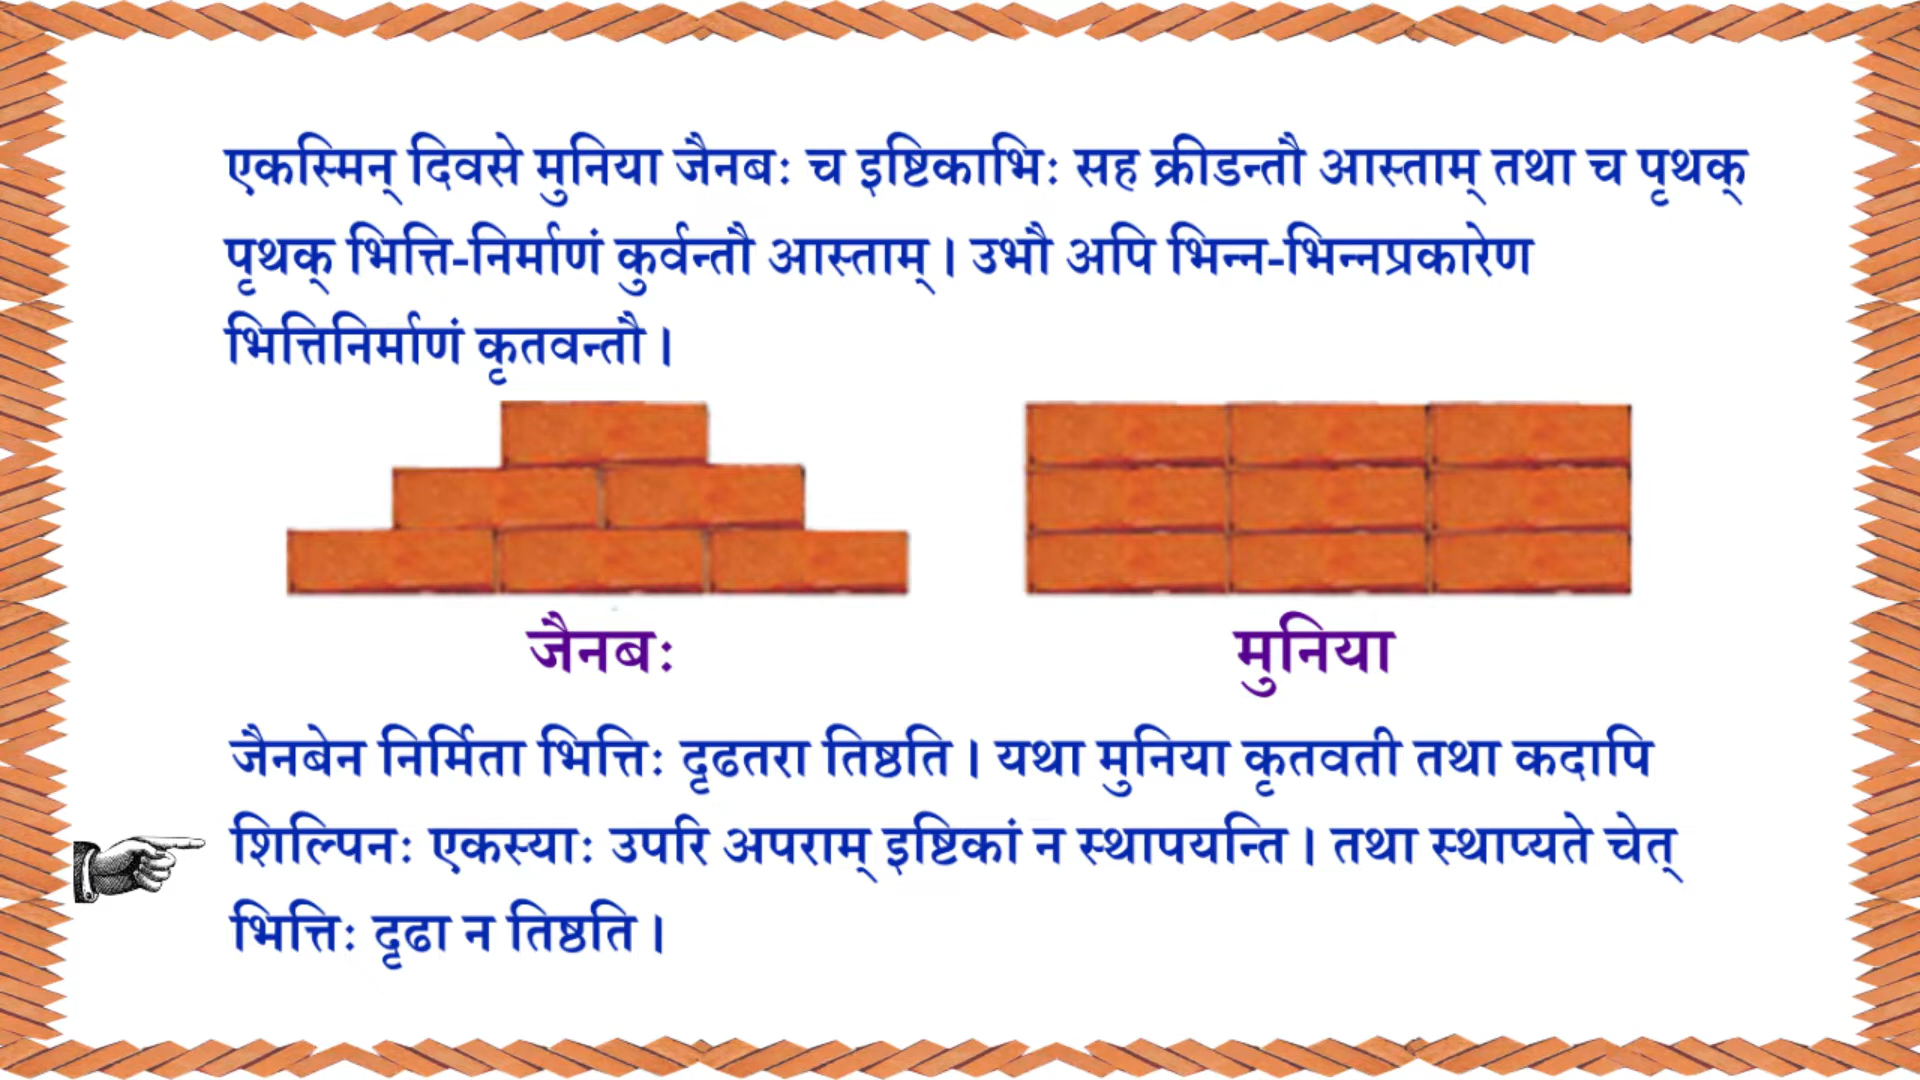 एकस्मिन् दिवसे मुनिया जैनबः च इष्टिकाभिः सह क्रीडन्तौ आस्ताम् तथा च पृथक्
पृथक् भित्ति-निर्माणं कुर्वन्तौ आस्ताम् । उभौ अपि भिन्न-भिन्नप्रकारेण
भित्तिनिर्माणं कृतवन्तौ ।
जैनबः
मुनिया
जैनबेन निर्मिता भित्तिः दृढतरा तिष्ठति । यथा मुनिया कृतवती तथा कदापि
शिल्पिनः एकस्याः उपरि अपराम् इष्टिकां न स्थापयन्ति । तथा स्थाप्यते चेत्
भित्तिः दृढा न तिष्ठति ।